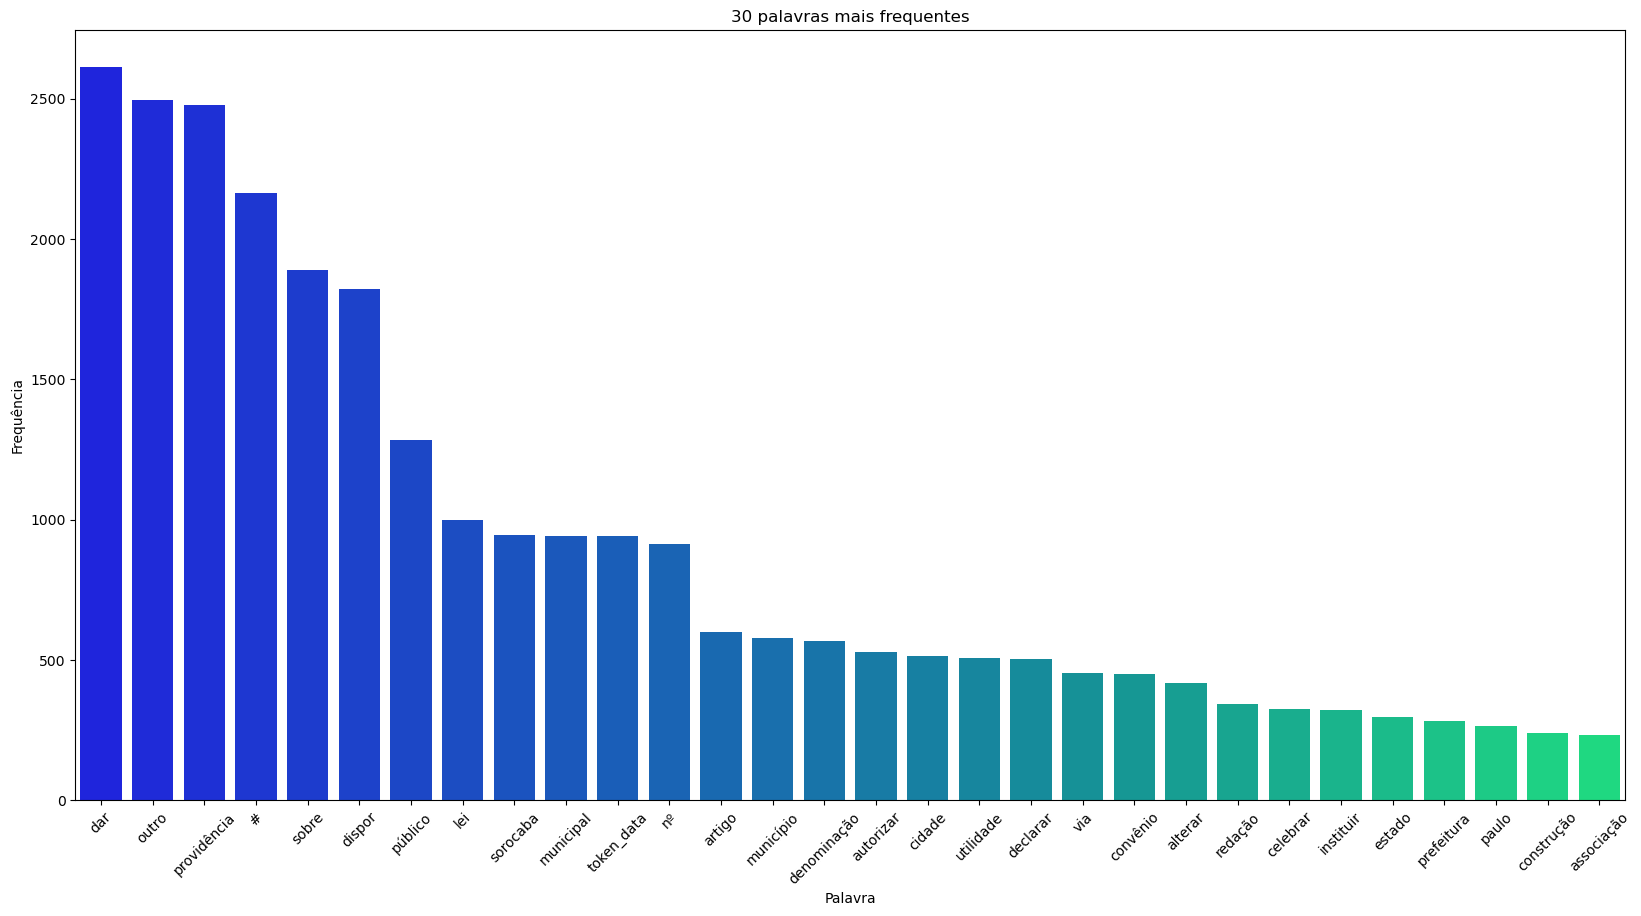 30 palavras mais frequentes
Frequência
2500
2000
1500
1000
500
0
dar
outro
providência
#
sobre
dispor
público
lei
sorocaba
municipal
token_data
nº
artigo
município
denominação
autorizar
cidade
utilidade
declarar
via
convênio
alterar
redação
celebrar
instituir
estado
prefeitura
paulo
construção
associação
Palavra